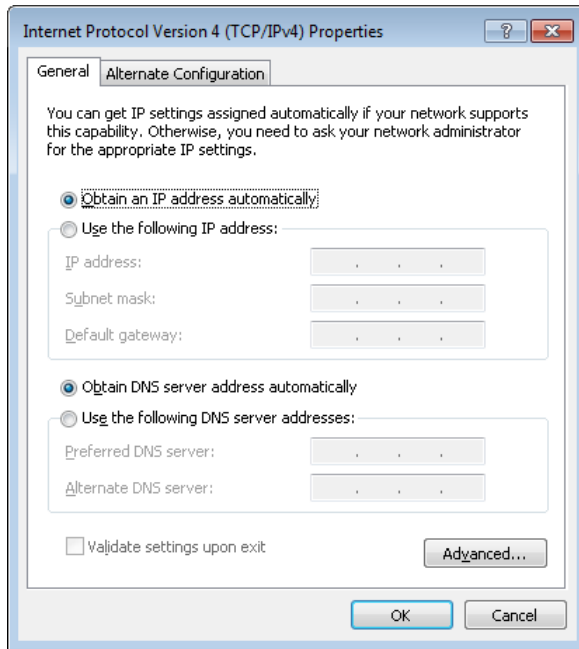 Internet Protocol Version 4 (TCP/IPv4) Properties
General
Alternate Configuration
You can get IP settings assigned automatically if your network supports
this capability. Otherwise, you need to ask your network administrator
for the appropriate IP settings.
Obtain an IP address automatically
Use the following IP address:
IP address:
Subnet mask:
Default gateway:
Obtain DNS server address automatically
Use the following DNS server addresses:
Preferred DNS server:
Alternate DNS server:
Validate settings upon exit
Advanced...
OK
Cancel